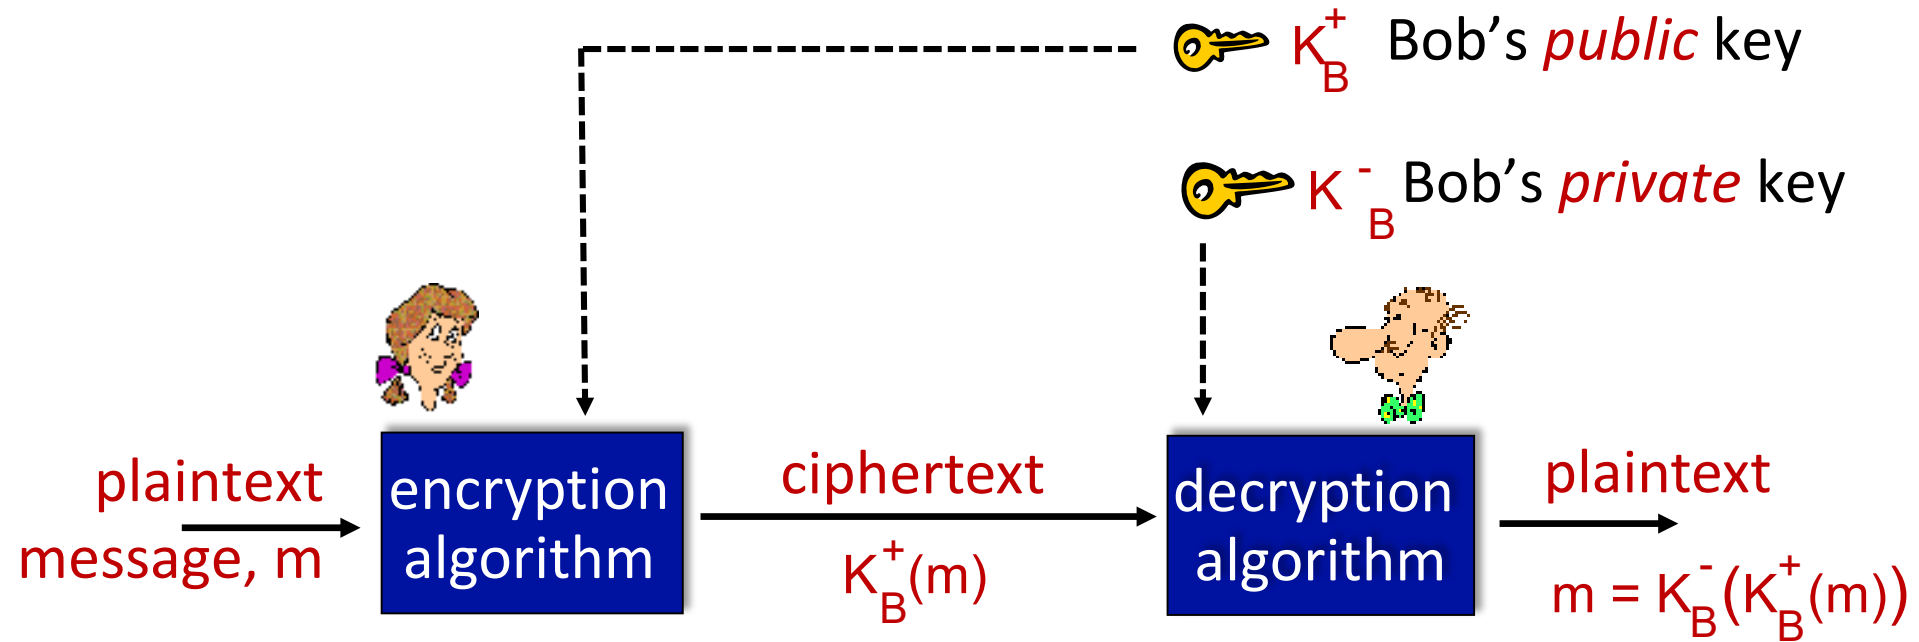 K_B^+ Bob’s public key
K_B^- Bob’s private key
plaintext
message, m
encryption
algorithm
ciphertext
K_B^+(m)
decryption
algorithm
plaintext
m = K_B^-(K_B^+(m))